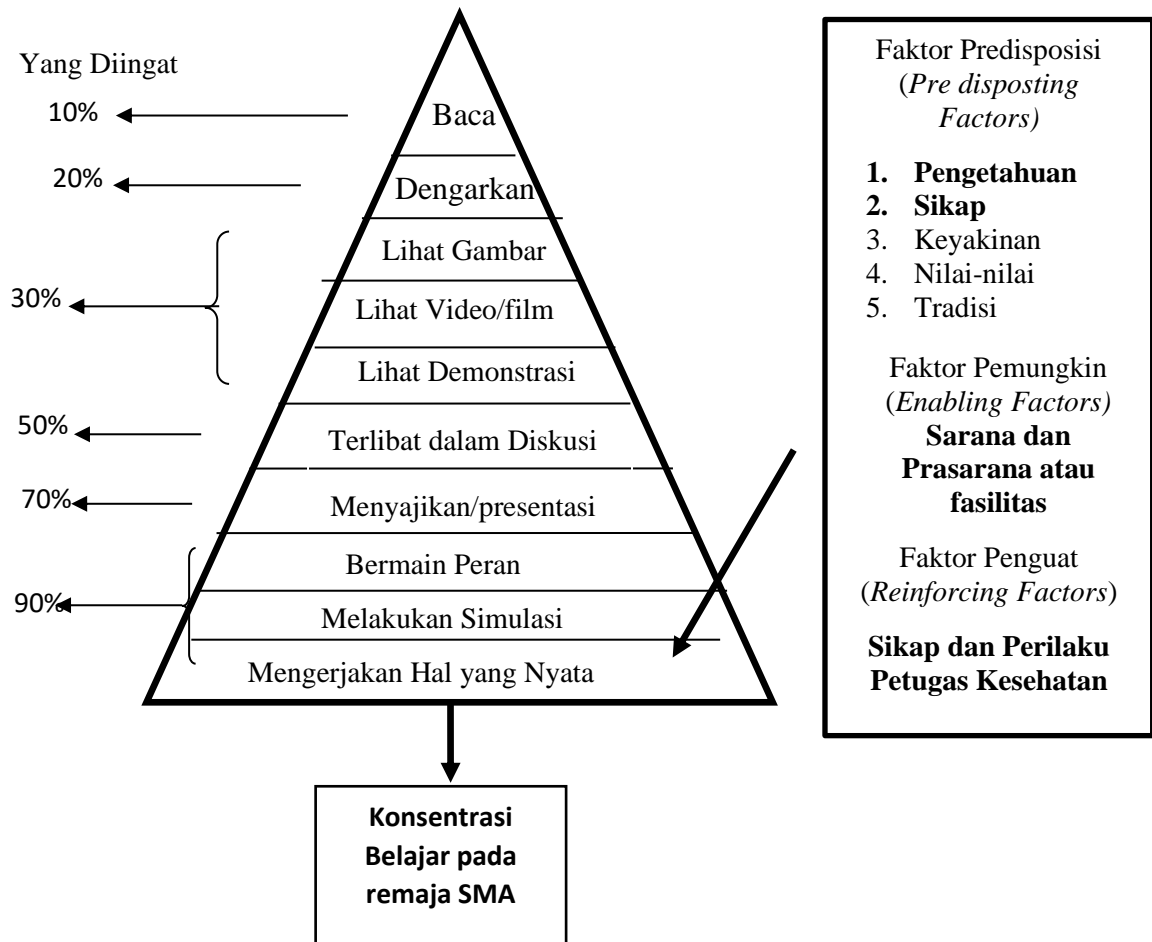 Yang Diingat
10%
20%
30%
50%
70%
90%
Baca
Dengarkan
Lihat Gambar
Lihat Video/film
Lihat Demonstrasi
Terlibat dalam Diskusi
Menyajikan/presentasi
Bermain Peran
Melakukan Simulasi
Mengerjakan Hal yang Nyata
Konsentrasi
Belajar pada
remaja SMA
Faktor Predisposisi
(Pre disposting
Factors)
1. Pengetahuan
2. Sikap
3. Keyakinan
4. Nilai-nilai
5. Tradisi
Faktor Pemungkin
(Enabling Factors)
Sarana dan
Prasarana atau
fasilitas
Faktor Penguat
(Reinforcing Factors)
Sikap dan Perilaku
Petugas Kesehatan